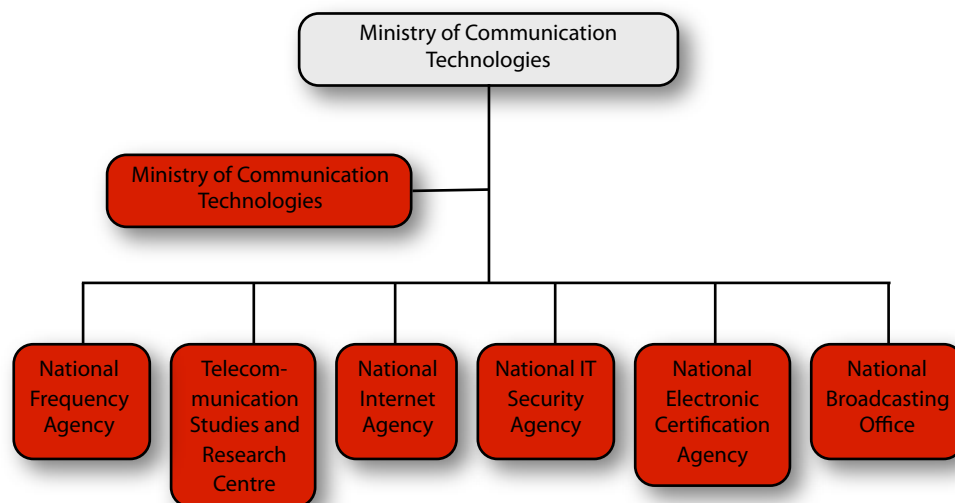 Ministry of Communication
Technologies
Ministry of Communication
Technologies
National
Frequency
Agency
Telecom-
munication
Studies and
Research
Centre
National
Internet
Agency
National IT
Security
Agency
National
Electronic
Certification
Agency
National
Broadcasting
Office